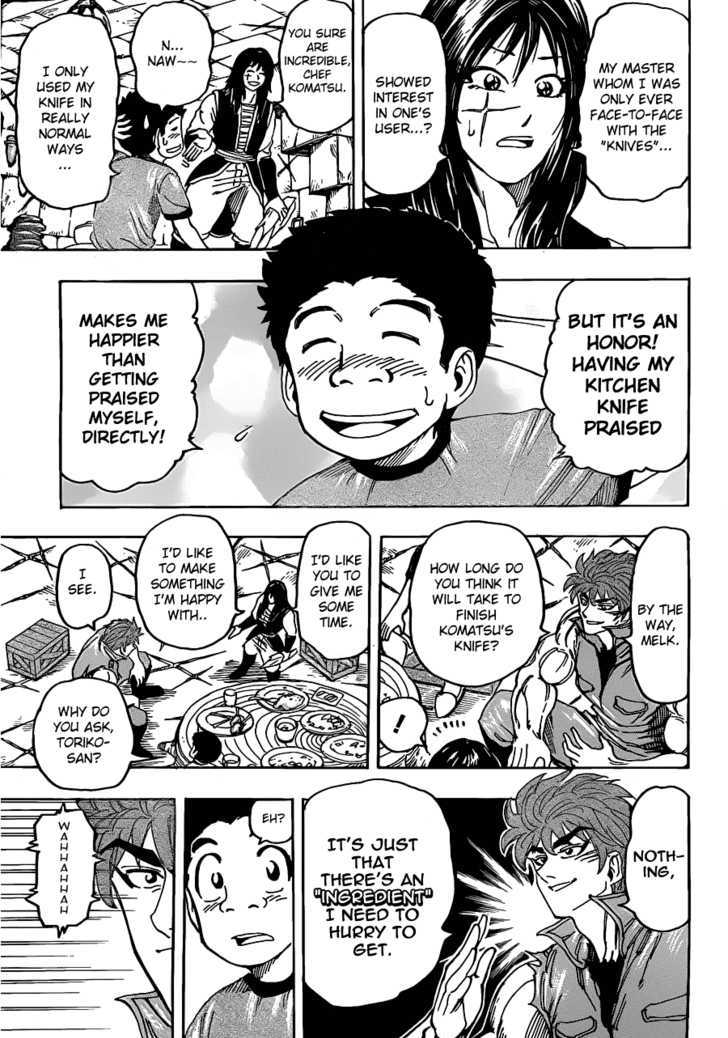 MY MASTER
WHOM I WAS
ONLY EVER
FACE-TO-FACE
WITH THE
"KNIVES"...
SHOWED
INTEREST
IN ONE'S
USER...?
YOU SURE
ARE
INCREDIBLE,
CHEF
KOMATSU.
N...
NAW~~
I ONLY
USED MY
KNIFE IN
REALLY
NORMAL
WAYS
...
BUT IT'S AN
HONOR!
HAVING MY
KITCHEN
KNIFE
PRAISED
MAKES ME
HAPPIER
THAN
GETTING
PRAISED
MYSELF,
DIRECTLY!
BY THE
WAY,
MELK.
HOW LONG DO
YOU THINK IT
WILL TAKE TO
FINISH
KOMATSU'S
KNIFE?
!
I'D LIKE
YOU TO
GIVE ME
SOME
TIME.
I'D LIKE
TO MAKE
SOMETHING
I'M HAPPY
WITH..
I
SEE.
WHY DO
YOU ASK,
TORIKO-
SAN?
NOTH-
ING,
IT'S JUST
THAT
THERE'S AN
"INGREDIENT"
I NEED TO
HURRY TO
GET.
EH?
WAHHAHHAH